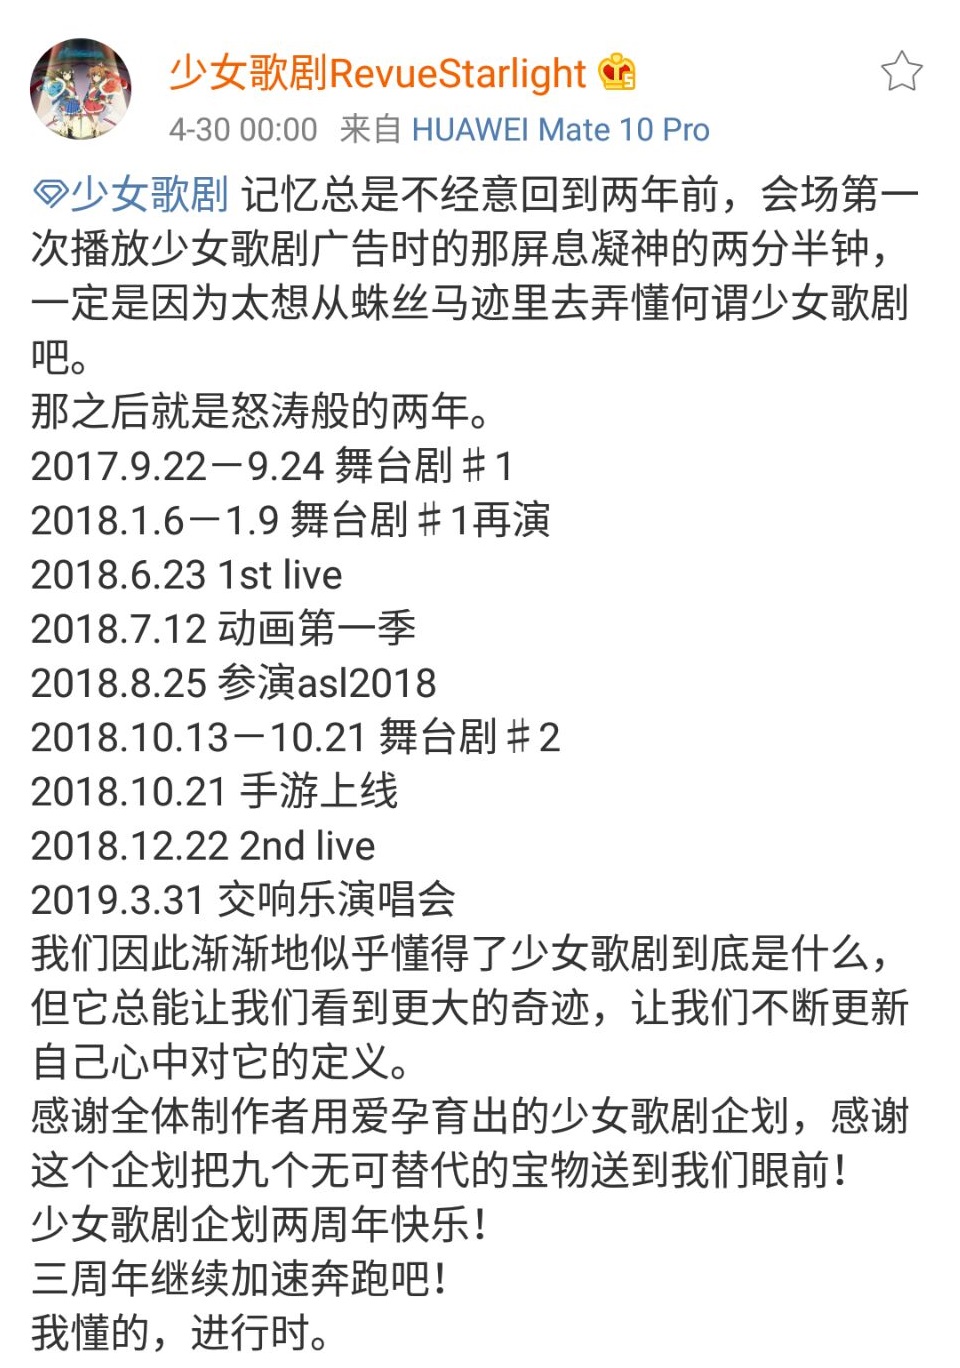 少女歌剧RevueStarlight
4-30 00:00 来自 HUAWEI Mate 10 Pro
少女歌剧 记忆总是不经意回到两年前，会场第一
次播放少女歌剧广告时的那屏息凝神的两分半钟，
一定是因为太想从蛛丝马迹里去弄懂何谓少女歌剧
吧。
那之后就是怒涛般的两年。
2017.9.22－9.24 舞台剧♯1
2018.1.6－1.9 舞台剧♯1再演
2018.6.23 1st live
2018.7.12 动画第一季
2018.8.25 参演asl2018
2018.10.13－10.21 舞台剧♯2
2018.10.21 手游上线
2018.12.22 2nd live
2019.3.31 交响乐演唱会
我们因此渐渐地似乎懂得了少女歌剧到底是什么，
但它总能让我们看到更大的奇迹，让我们不断更新
自己心中对它的定义。
感谢全体制作者用爱孕育出的少女歌剧企划，感谢
这个企划把九个无可替代的宝物送到我们眼前！
少女歌剧企划两周年快乐！
三周年继续加速奔跑吧！
我懂的，进行时。